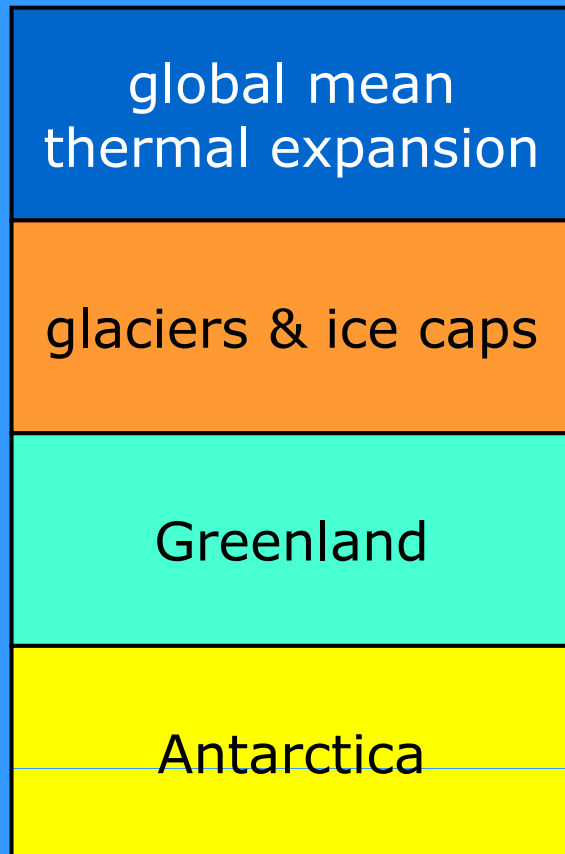 global mean
thermal expansion
glaciers & ice caps
Greenland
Antarctica